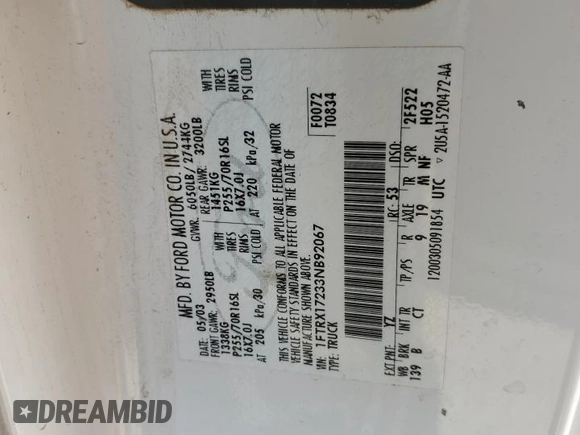 MFD. BY FORD MOTOR CO. IN U.S.A.
DATE: 05/03 GVWR: 6050LB/ 2744KG
FRONT GAWR: 2950LB REAR GAWR: 3200LB
1338KG WITH 1451KG WITH
P255/70R16SL TIRES P255/70R16SL TIRES
16X7.0J RIMS 16X7.0J RIMS
AT 205 kPa/30 PSI COLD AT 220 kPa/32 PSI COLD
THIS VEHICLE CONFORMS TO ALL APPLICABLE FEDERAL MOTOR
VEHICLE SAFETY STANDARDS IN EFFECT ON THE DATE OF
MANUFACTURE SHOWN ABOVE.
VIN: 1FTRX17233NB92067
TYPE: TRUCK
F0072
T0834
EXT PNT: YZ RC: 53 DSO:
WB BRK INT TR TP/PS R AXLE TR SPR
139 B CT 9 19 M NF 2F522
H05
1200305091854 UTC ▽ 2U5A-1520472-AA
Ford
DREAMBID